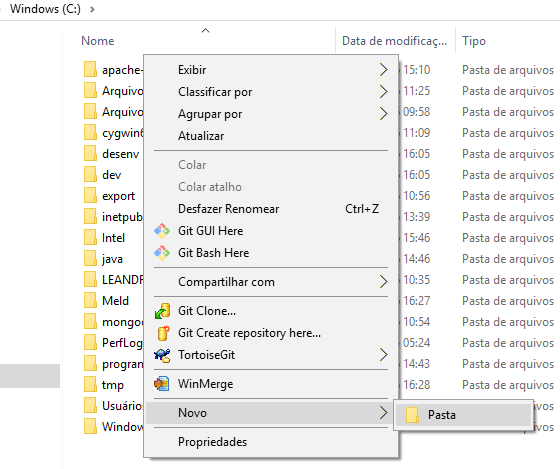 Windows (C:)
Nome Data de modificaç... Tipo
apache- 15:10 Pasta de arquivos
Arquivo 11:25 Pasta de arquivos
Arquivo 09:58 Pasta de arquivos
cygwin6 11:09 Pasta de arquivos
desenv 16:05 Pasta de arquivos
dev 16:05 Pasta de arquivos
export 10:56 Pasta de arquivos
inetpub 13:39 Pasta de arquivos
Intel 15:46 Pasta de arquivos
java 14:46 Pasta de arquivos
LEANDR 10:35 Pasta de arquivos
Meld 16:27 Pasta de arquivos
mongod 10:54 Pasta de arquivos
PerfLog 05:24 Pasta de arquivos
program 14:43 Pasta de arquivos
tmp 16:28 Pasta de arquivos
Usuário Pasta de arquivos
Window Pasta de arquivos
Exibir
Classificar por
Agrupar por
Atualizar
Colar
Colar atalho
Desfazer Renomear Ctrl+Z
Git GUI Here
Git Bash Here
Compartilhar com
Git Clone...
Git Create repository here...
TortoiseGit
WinMerge
Novo
Propriedades
Pasta